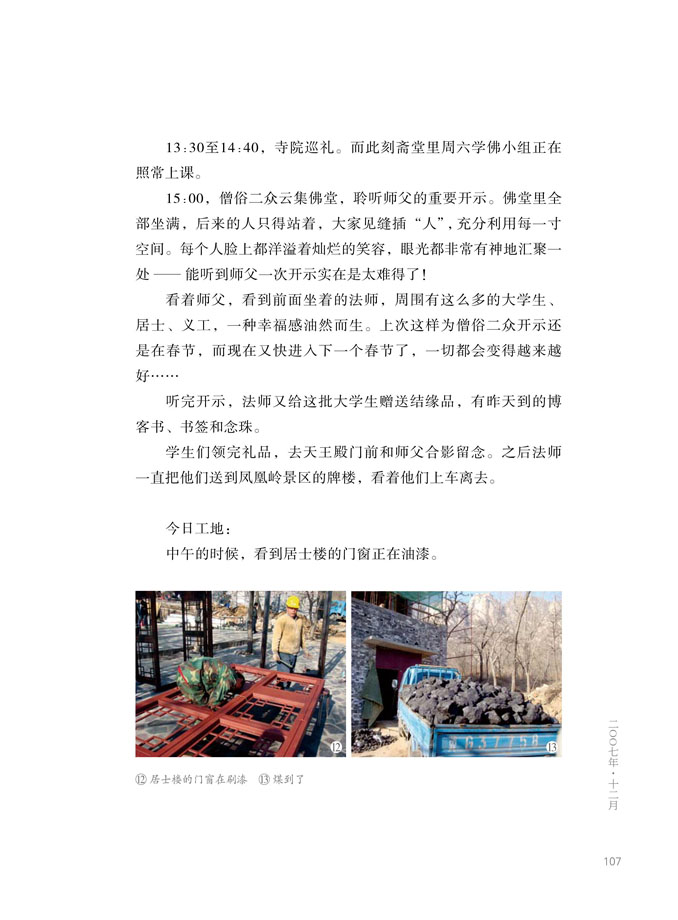 13:30至14:40，寺院巡礼。而此刻斋堂里周六学佛小组正在
照常上课。
15:00，僧俗二众云集佛堂，聆听师父的重要开示。佛堂里全
部坐满，后来的人只得站着，大家见缝插“人”，充分利用每一寸
空间。每个人脸上都洋溢着灿烂的笑容，眼光都非常有神地汇聚一
处——能听到师父一次开示实在是太难得了！
看着师父，看到前面坐着的法师，周围有这么多的大学生、
居士、义工，一种幸福感油然而生。上次这样为僧俗二众开示还
是在春节，而现在又快进入下一个春节了，一切都会变得越来越
好……
听完开示，法师又给这批大学生赠送结缘品，有昨天到的博
客书、书签和念珠。
学生们领完礼品，去天王殿门前和师父合影留念。之后法师
一直把他们送到凤凰岭景区的牌楼，看着他们上车离去。
今日工地：
中午的时候，看到居士楼的门窗正在油漆。
⑫
⑬
⑫ 居士楼的门窗在刷漆 ⑬ 煤到了
二〇〇七年·十二月
107